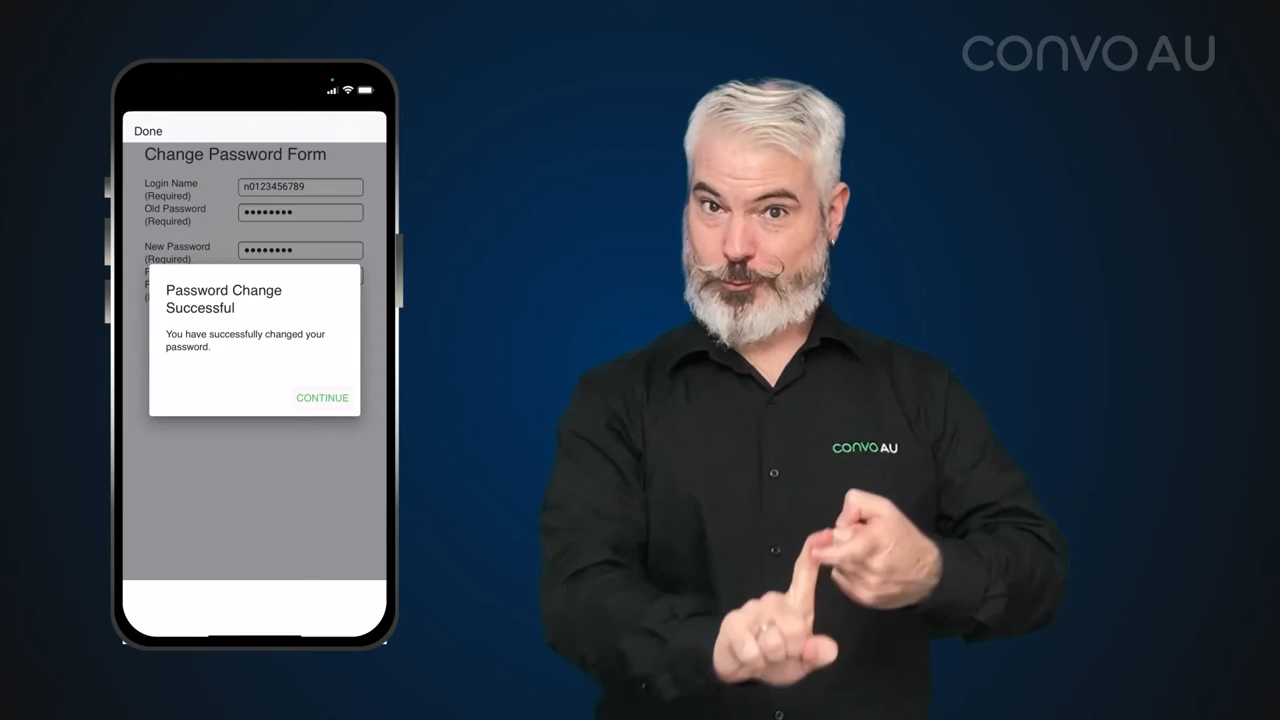 CONVO AU
Done
Change Password Form
Login Name
(Required)
n0123456789
Old Password
(Required)
••••••••
New Password
(Required)
••••••••
Password Change
Successful
You have successfully changed your
password.
CONTINUE
CONVO AU